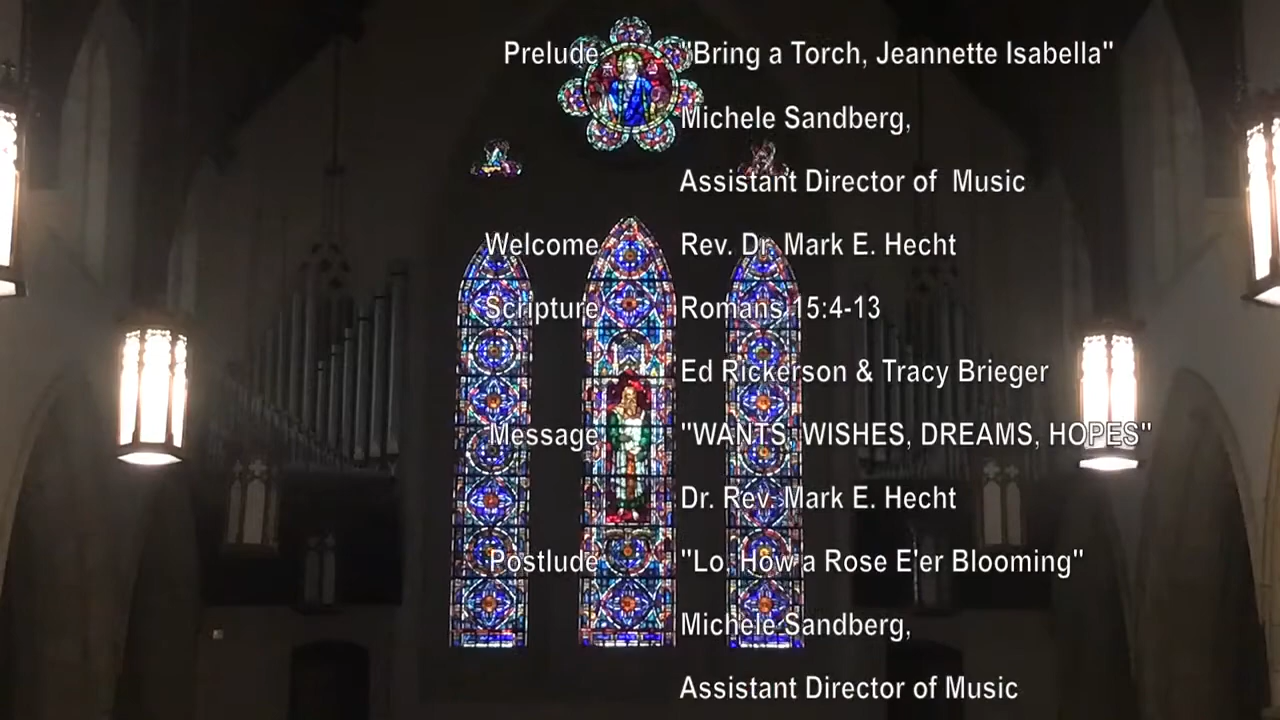 Prelude "Bring a Torch, Jeannette Isabella"
Michele Sandberg,
Assistant Director of  Music
Welcome Rev. Dr. Mark E. Hecht
Scripture Romans 15:4-13
Ed Rickerson & Tracy Brieger
Message "WANTS, WISHES, DREAMS, HOPES"
Dr. Rev. Mark E. Hecht
Postlude "Lo, How a Rose E'er Blooming"
Michele Sandberg,
Assistant Director of Music